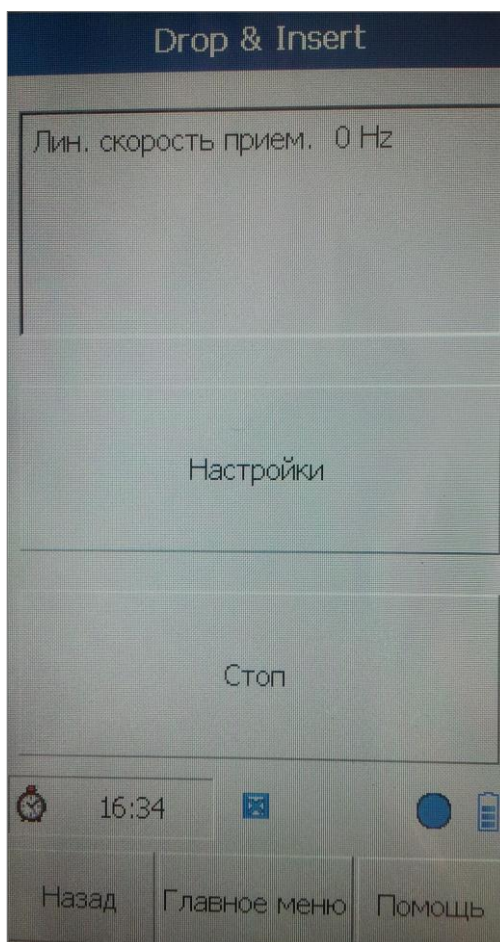 Drop & Insert
Лин. скорость прием. 0 Hz
Настройки
Стоп
16:34
Назад
Главное меню
Помощь